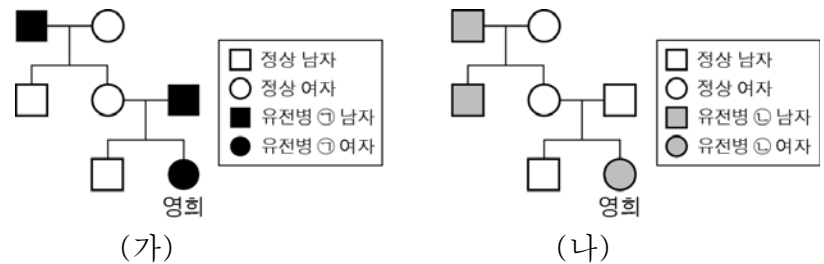 정상 남자
정상 여자
유전병 ㉠ 남자
유전병 ㉠ 여자
영희
(가)
정상 남자
정상 여자
유전병 ㉡ 남자
유전병 ㉡ 여자
영희
(나)